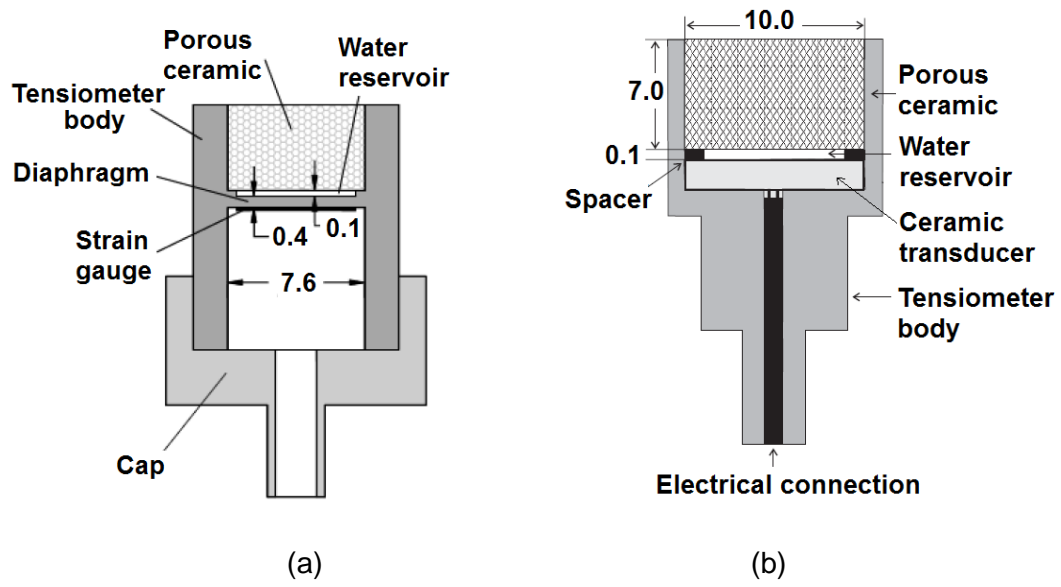 Porous
ceramic
Water
reservoir
Tensiometer
body
Diaphragm
Strain
gauge
0.4
0.1
7.6
Cap
(a)
10.0
7.0
0.1
Spacer
Porous
ceramic
Water
reservoir
Ceramic
transducer
Tensiometer
body
Electrical connection
(b)